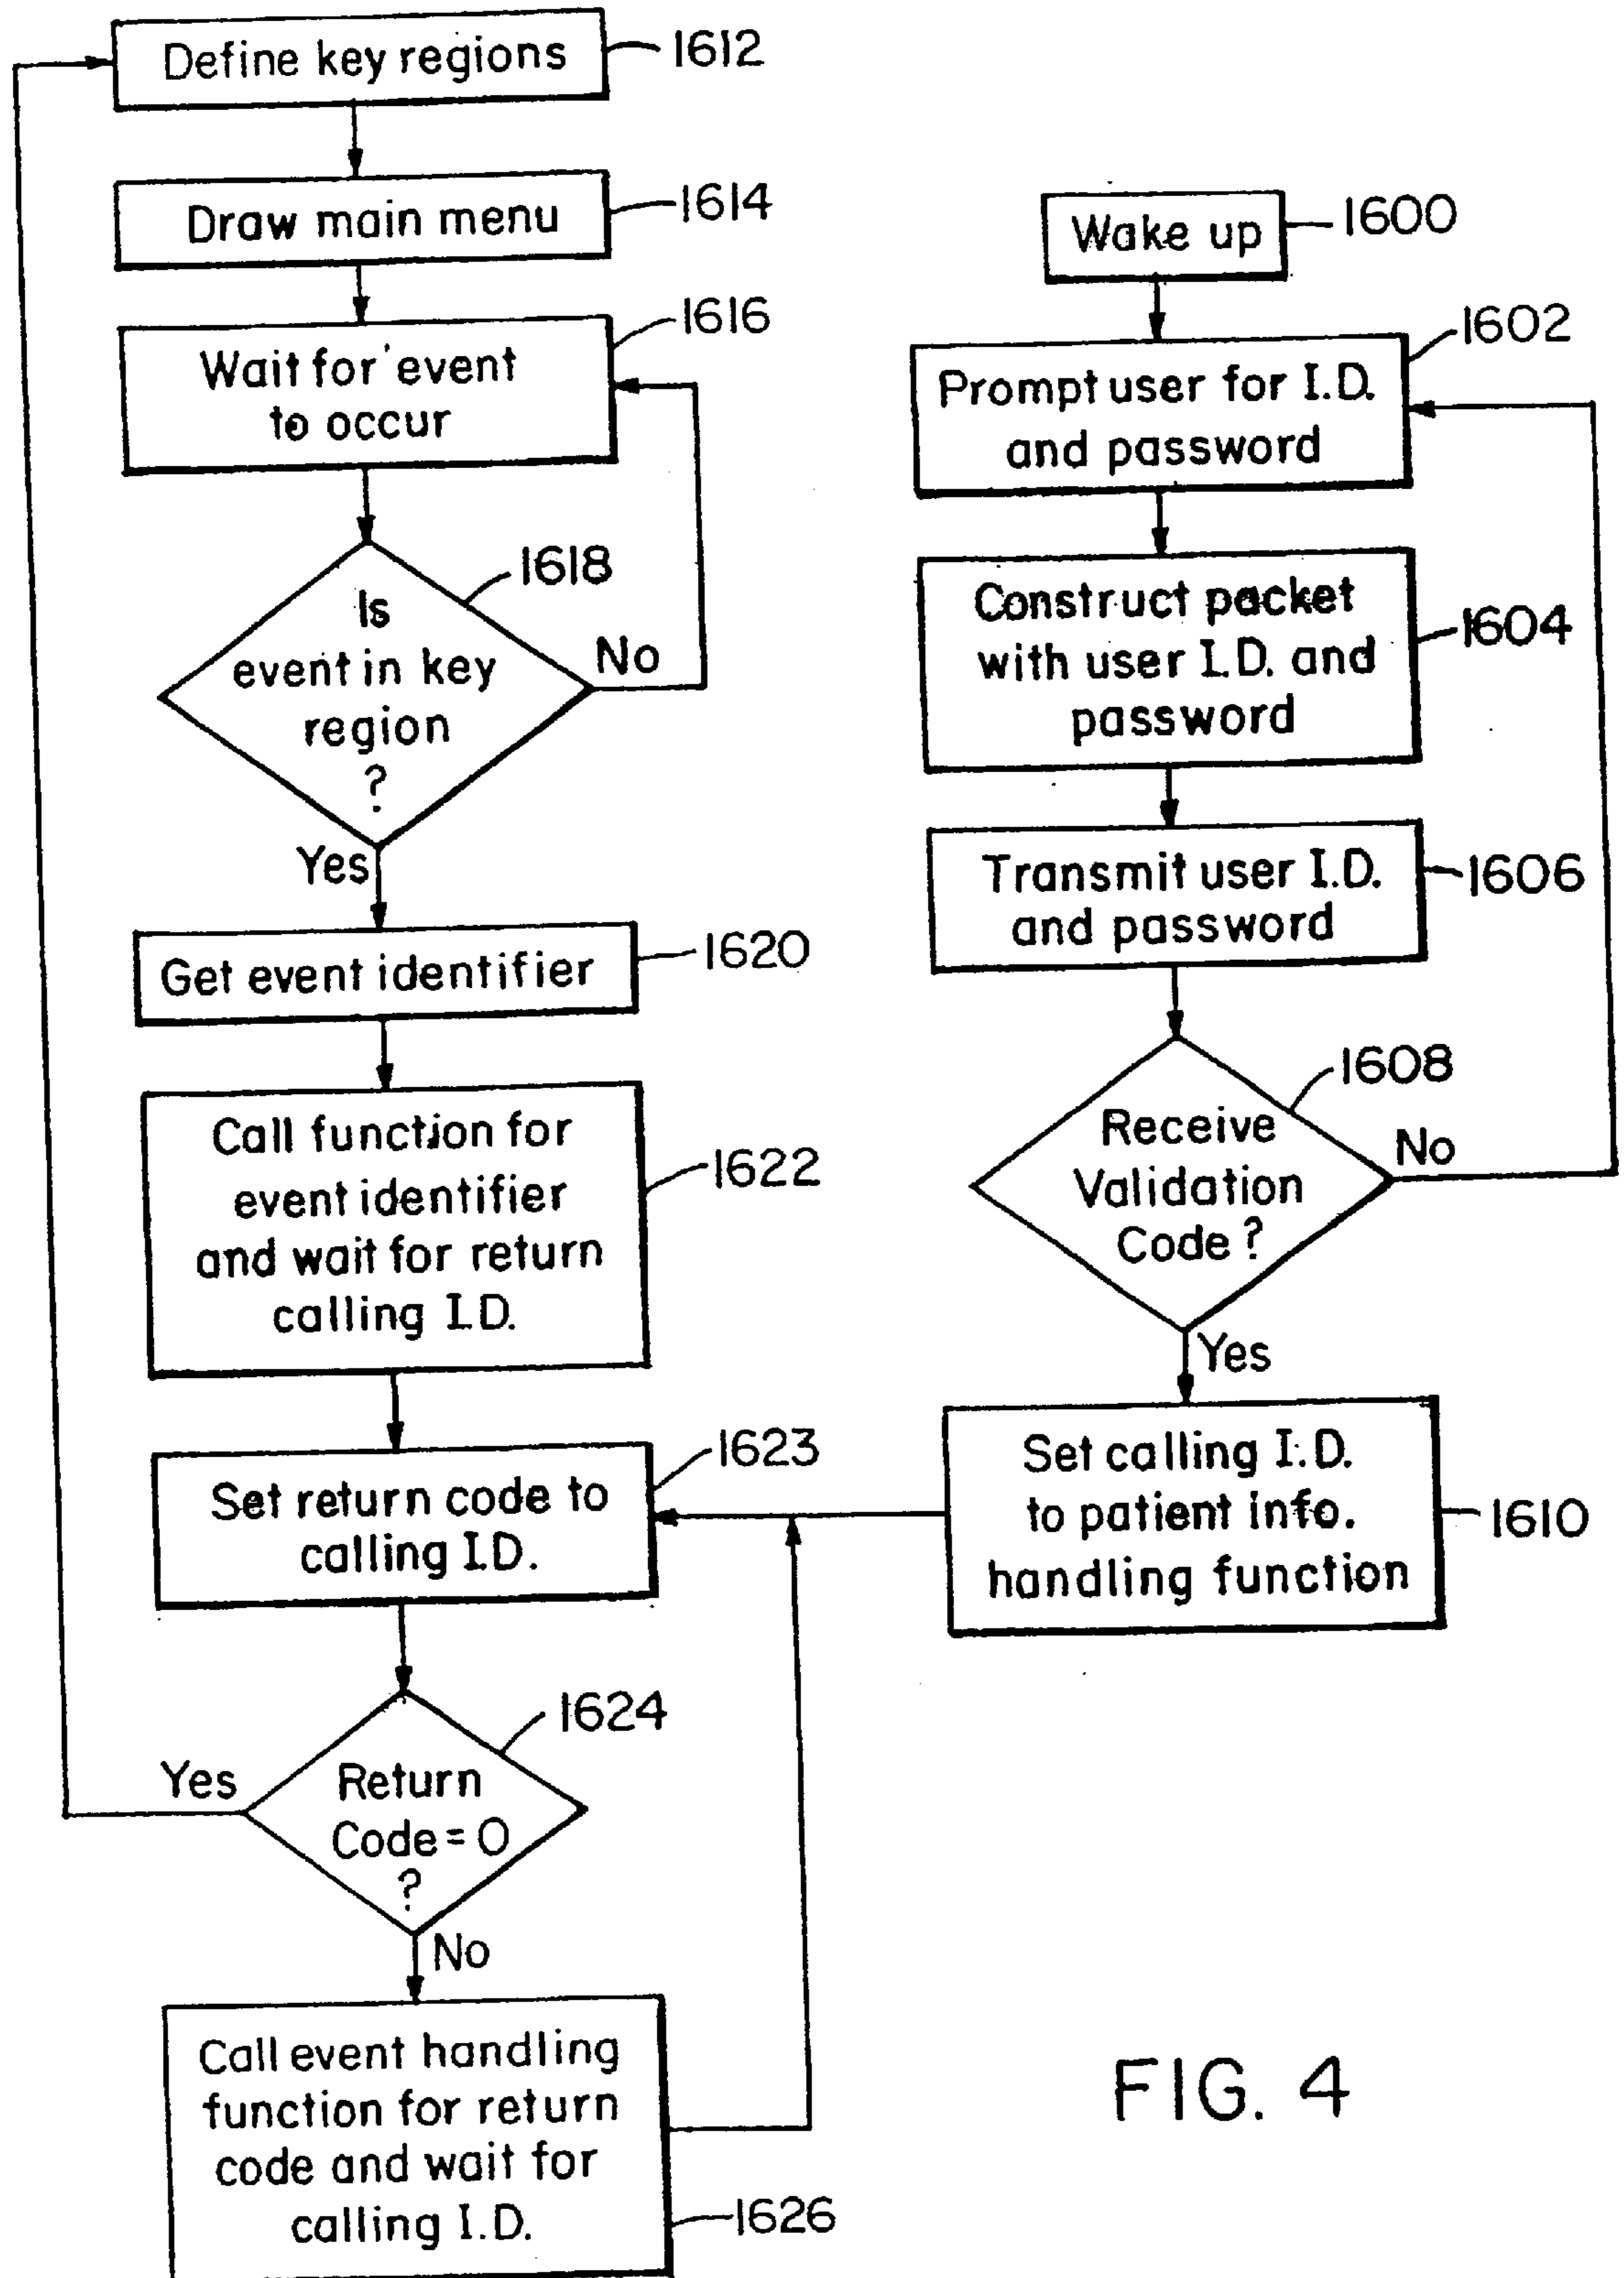 Define key regions
1612
Draw main menu
1614
Wait for event
to occur
1616
Is
event in key
region
?
1618
No
Yes
Get event identifier
1620
Call function for
event identifier
and wait for return
calling I.D.
1622
Set return code to
calling I.D.
1623
Return
Code = 0
?
1624
Yes
No
Call event handling
function for return
code and wait for
calling I.D.
1626
Wake up
1600
Prompt user for I.D.
and password
1602
Construct packet
with user I.D. and
password
1604
Transmit user I.D.
and password
1606
Receive
Validation
Code?
1608
No
Yes
Set calling I.D.
to patient info.
handling function
1610
FIG. 4